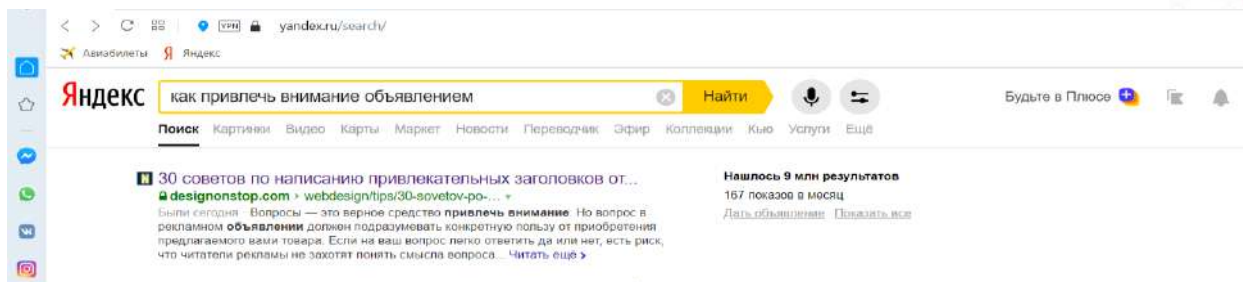 VPN yandex.ru/search/
Авиабилеты Я Яндекс
Яндекс как привлечь внимание объявлением Найти Будьте в Плюсе
Поиск Картинки Видео Карты Маркет Новости Переводчик Эфир Коллекции Кью Услуги Ещё
30 советов по написанию привлекательных заголовков от...
designonstop.com › webdesign/tips/30-sovetov-po-...
Были сегодня · Вопросы — это верное средство привлечь внимание. Но вопрос в
рекламном объявлении должен подразумевать конкретную пользу от приобретения
предлагаемого вами товара. Если на ваш вопрос легко ответить да или нет, есть риск,
что читатели рекламы не захотят понять смысла вопроса... Читать ещё ›
Нашлось 9 млн результатов
167 показов в месяц
Дать объявление Показать все